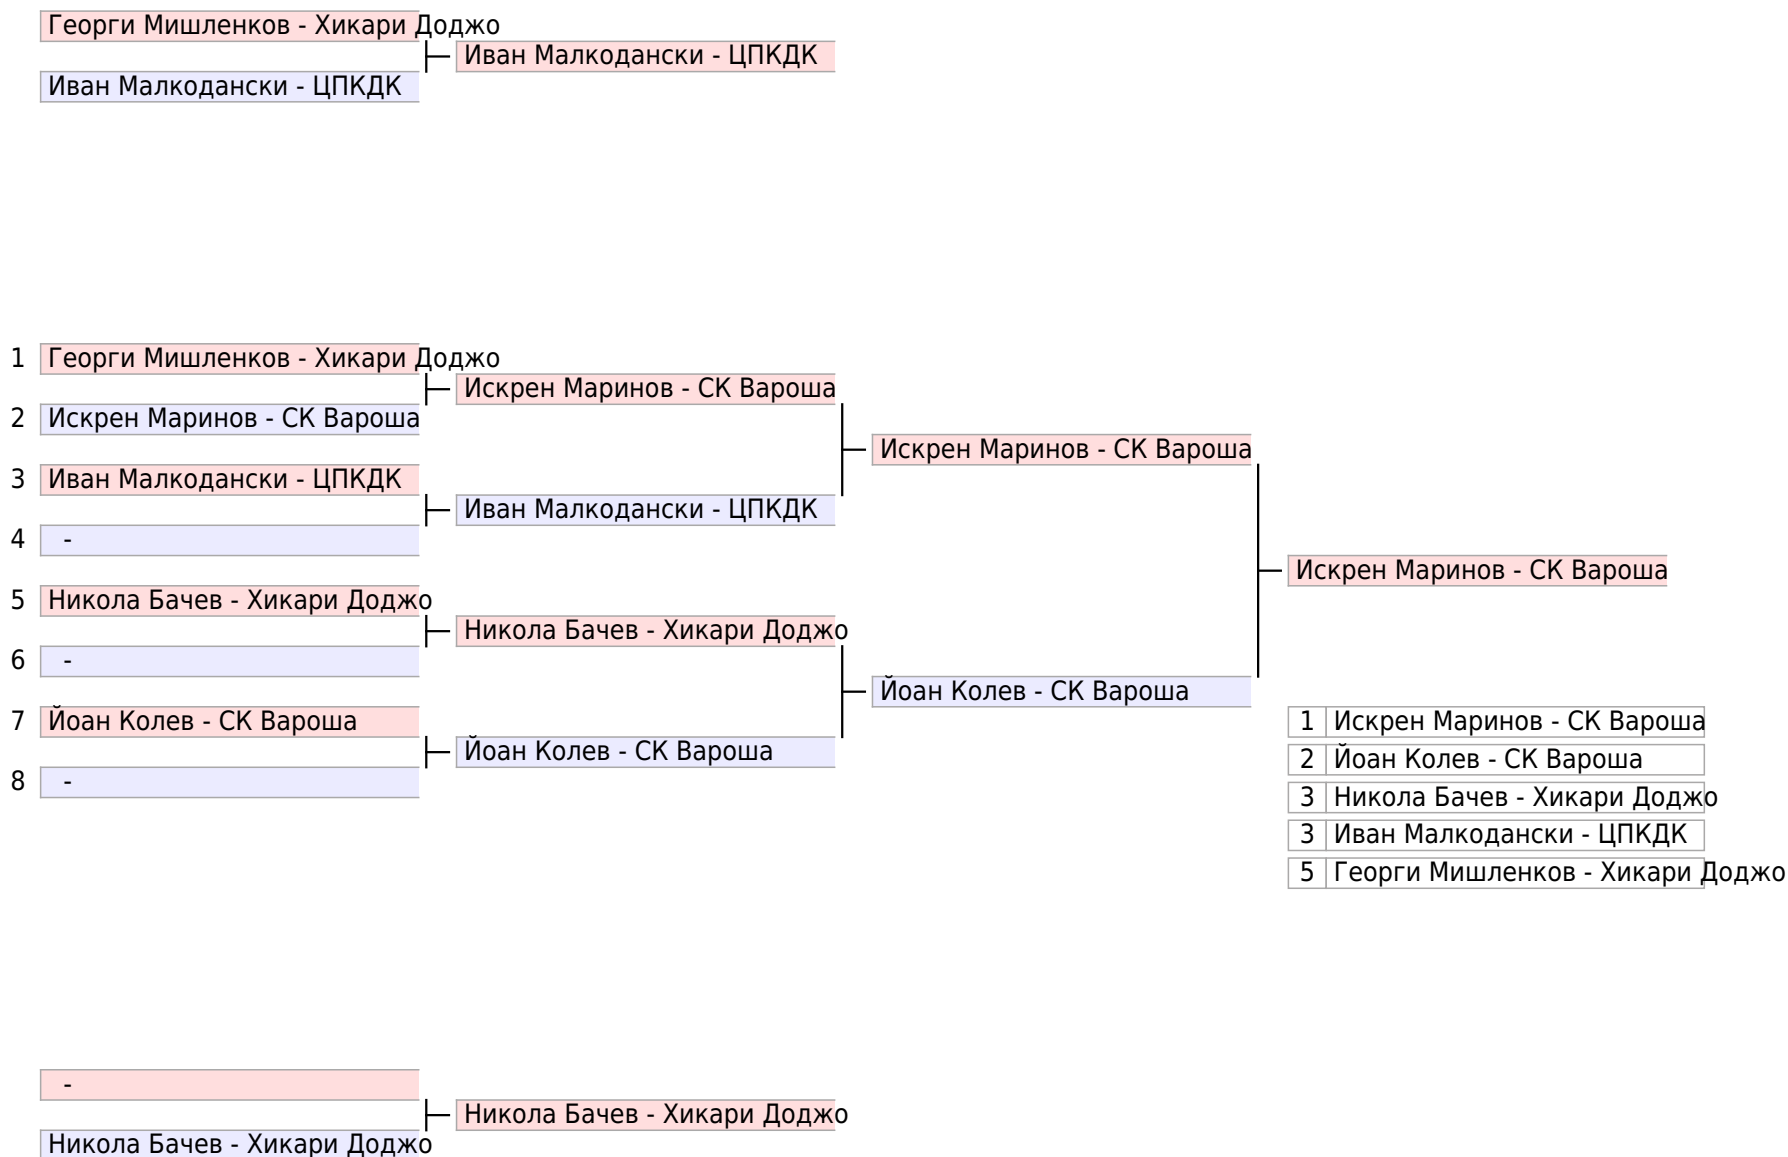 Георги Мишленков - Хикари Доджо
Иван Малкодански - ЦПКДК
Иван Малкодански - ЦПКДК
1 Георги Мишленков - Хикари Доджо
Искрен Маринов - СК Вароша
2 Искрен Маринов - СК Вароша
Искрен Маринов - СК Вароша
3 Иван Малкодански - ЦПКДК
Иван Малкодански - ЦПКДК
4 -
Искрен Маринов - СК Вароша
5 Никола Бачев - Хикари Доджо
Никола Бачев - Хикари Доджо
6 -
Йоан Колев - СК Вароша
7 Йоан Колев - СК Вароша
Йоан Колев - СК Вароша
8 -
1 Искрен Маринов - СК Вароша
2 Йоан Колев - СК Вароша
3 Никола Бачев - Хикари Доджо
3 Иван Малкодански - ЦПКДК
5 Георги Мишленков - Хикари Доджо
-
Никола Бачев - Хикари Доджо
Никола Бачев - Хикари Доджо